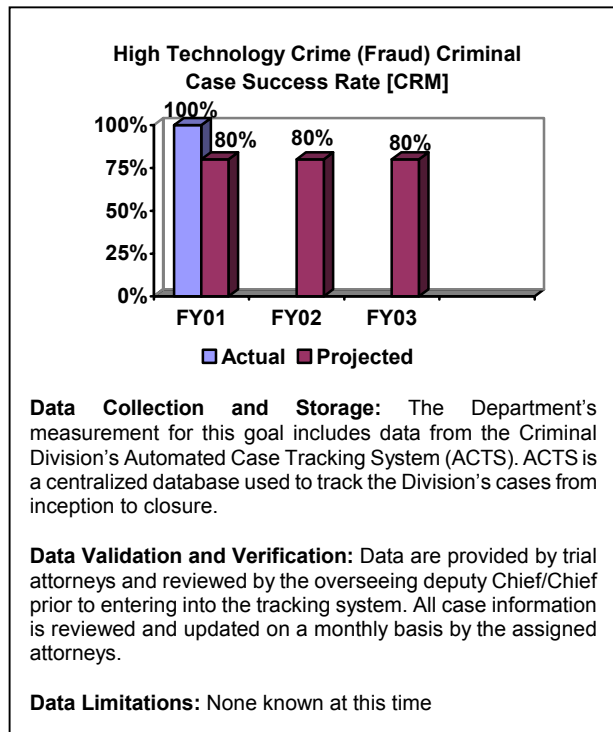 High Technology Crime (Fraud) Criminal
Case Success Rate [CRM]
100%
80%
80%
80%
100%
75%
50%
25%
0%
FY01
FY02
FY03
Actual
Projected
Data Collection and Storage: The Department's
measurement for this goal includes data from the Criminal
Division's Automated Case Tracking System (ACTS). ACTS is
a centralized database used to track the Division's cases from
inception to closure.
Data Validation and Verification: Data are provided by trial
attorneys and reviewed by the overseeing deputy Chief/Chief
prior to entering into the tracking system. All case information
is reviewed and updated on a monthly basis by the assigned
attorneys.
Data Limitations: None known at this time